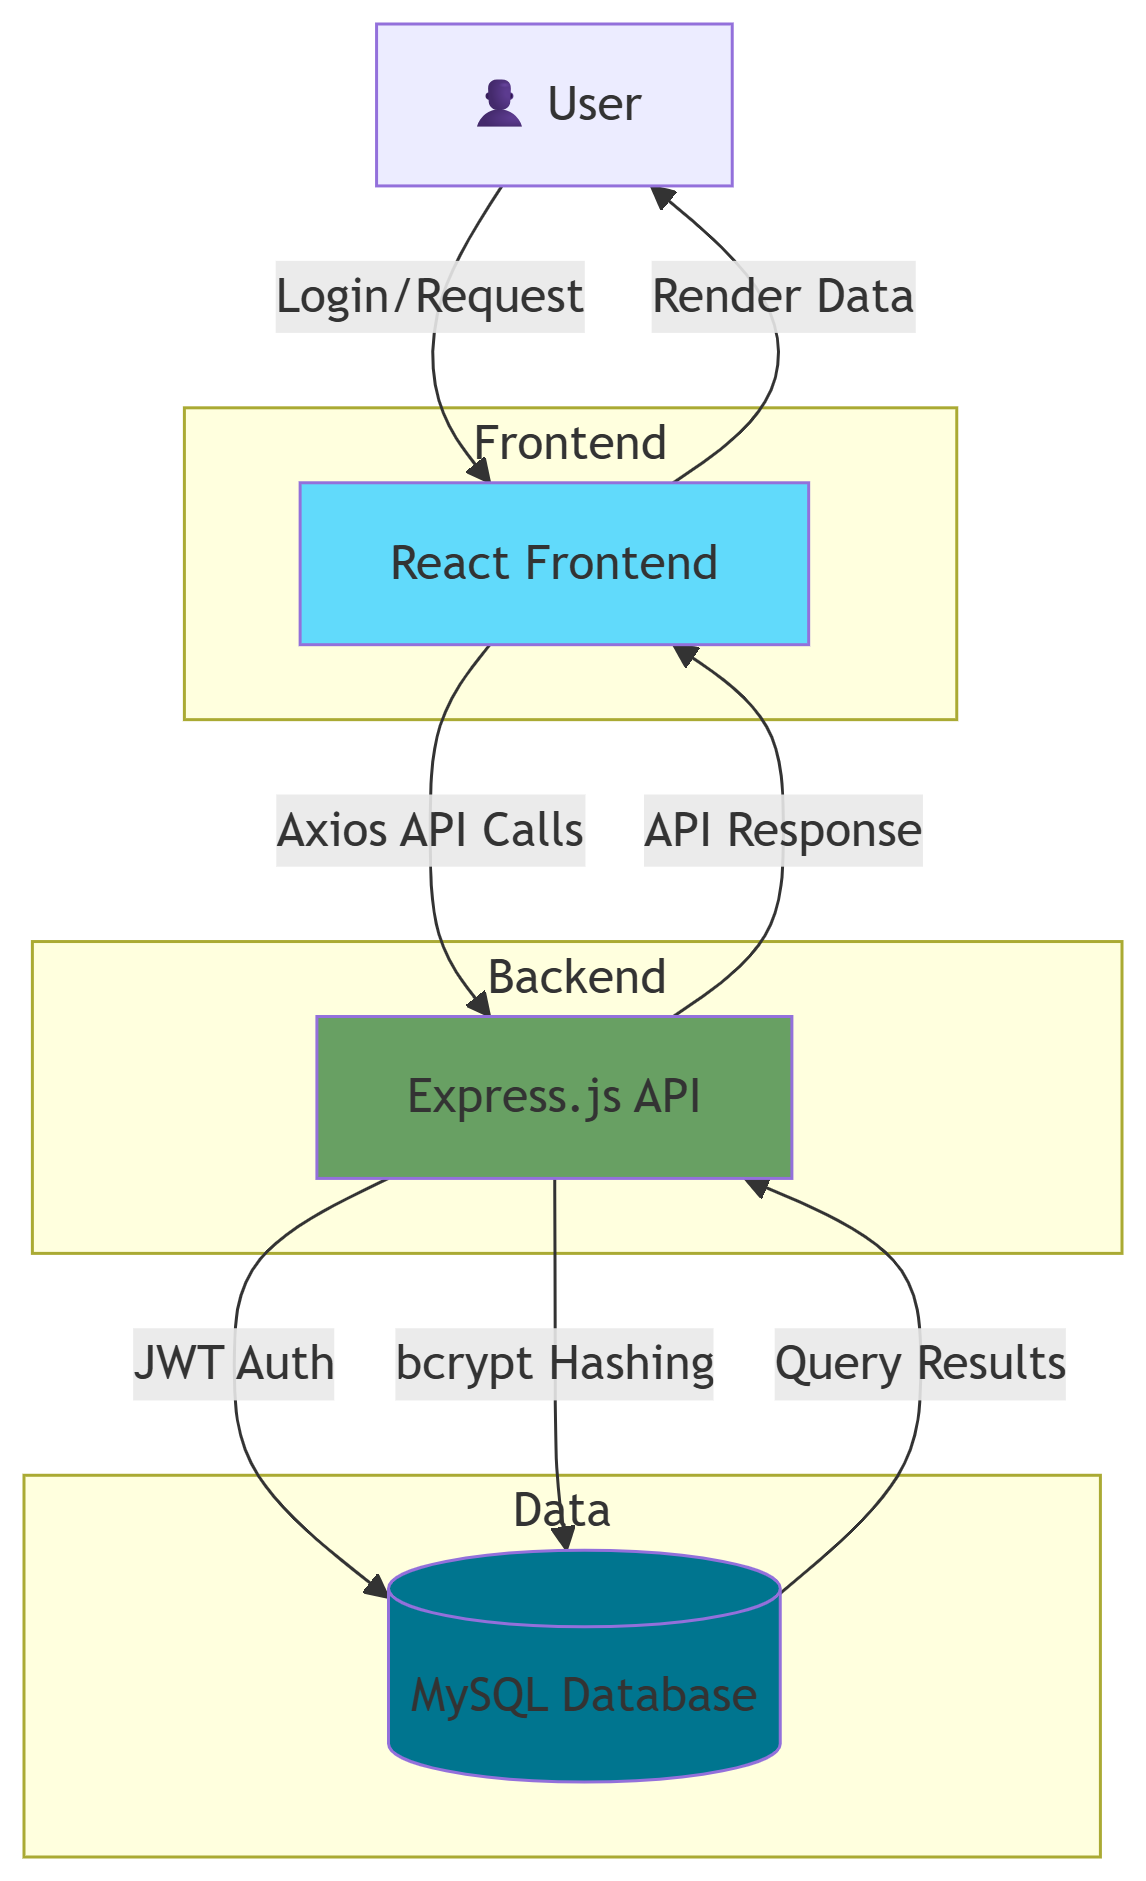 User
Login/Request
Render Data
Frontend
React Frontend
Axios API Calls
API Response
Backend
Express.js API
JWT Auth
bcrypt Hashing
Query Results
Data
MySQL Database